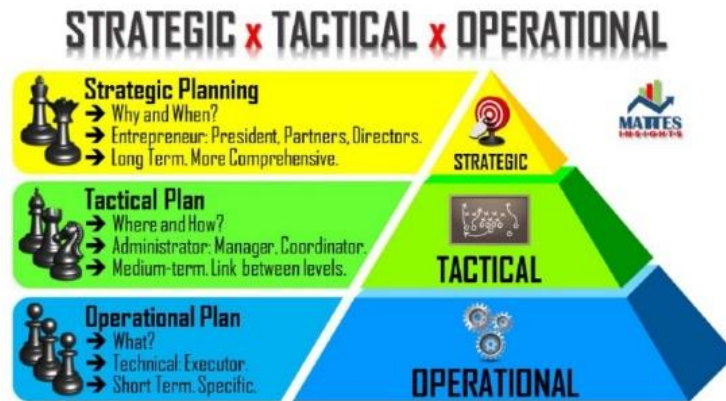 STRATEGIC x TACTICAL x OPERATIONAL
Strategic Planning
➔ Why and When?
➔ Entrepreneur: President, Partners, Directors.
➔ Long Term. More Comprehensive.
STRATEGIC
MATTES
INSIGHTS
Tactical Plan
➔ Where and How?
➔ Administrator: Manager, Coordinator.
➔ Medium-term. Link between levels.
TACTICAL
Operational Plan
➔ What?
➔ Technical: Executor.
➔ Short Term. Specific.
OPERATIONAL